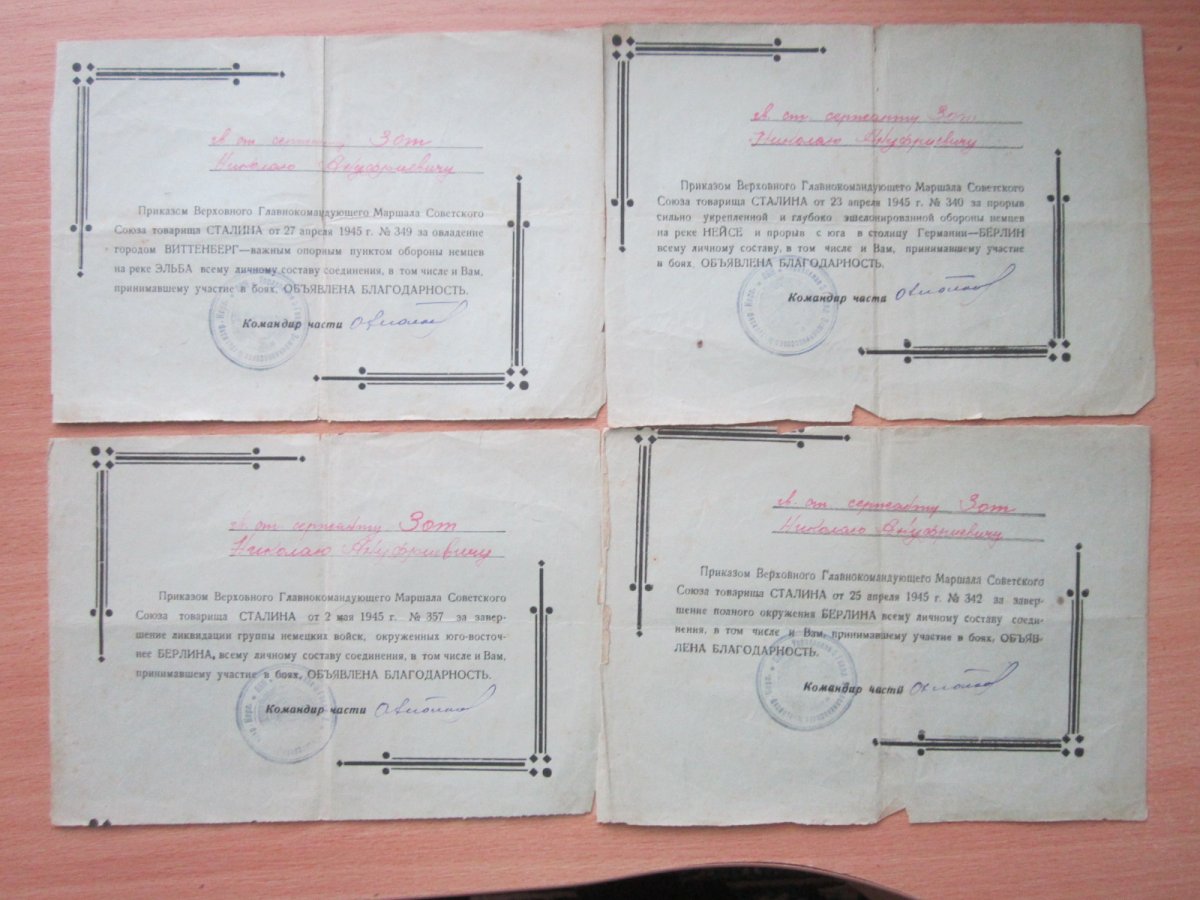 гв. ст. сержанту Зот
Николаю Ануфриевичу
Приказом Верховного Главнокомандующего Маршала Советского
Союза товарища СТАЛИНА от 27 апреля 1945 г. № 349 за овладение
городом ВИТТЕНБЕРГ—важным опорным пунктом обороны немцев
на реке ЭЛЬБА всему личному составу соединения, в том числе и Вам,
принимавшему участие в боях, ОБЪЯВЛЕНА БЛАГОДАРНОСТЬ.
Командир части
гв. ст. сержанту Зот
Николаю Ануфриевичу
Приказом Верховного Главнокомандующего Маршала Советского
Союза товарища СТАЛИНА от 23 апреля 1945 г. № 340 за прорыв
сильно укрепленной и глубоко эшелонированной обороны немцев
на реке НЕЙСЕ и прорыв с юга в столицу Германии—БЕРЛИН
всему личному составу, в том числе и Вам, принимавшему участие
в боях, ОБЪЯВЛЕНА БЛАГОДАРНОСТЬ.
Командир части
гв. ст. сержанту Зот
Николаю Ануфриевичу
Приказом Верховного Главнокомандующего Маршала Советского
Союза товарища СТАЛИНА от 2 мая 1945 г. № 357 за завер-
шение ликвидации группы немецких войск, окруженных юго-восточ-
нее БЕРЛИНА, всему личному составу соединения, в том числе и Вам,
принимавшему участие в боях, ОБЪЯВЛЕНА БЛАГОДАРНОСТЬ.
Командир части
гв. ст. сержанту Зот
Николаю Ануфриевичу
Приказом Верховного Главнокомандующего Маршала Советского
Союза товарища СТАЛИНА от 25 апреля 1945 г. № 342 за завер-
шение полного окружения БЕРЛИНА всему личному составу соеди-
нения, в том числе и Вам, принимавшему участие в боях, ОБЪЯВ-
ЛЕНА БЛАГОДАРНОСТЬ.
Командир части